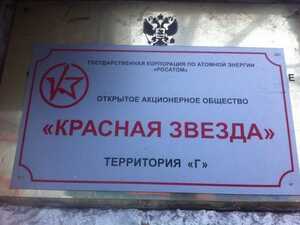 ГОСУДАРСТВЕННАЯ КОРПОРАЦИЯ ПО АТОМНОЙ ЭНЕРГИИ
«РОСАТОМ»
ОТКРЫТОЕ АКЦИОНЕРНОЕ ОБЩЕСТВО
«КРАСНАЯ ЗВЕЗДА»
ТЕРРИТОРИЯ «Г»